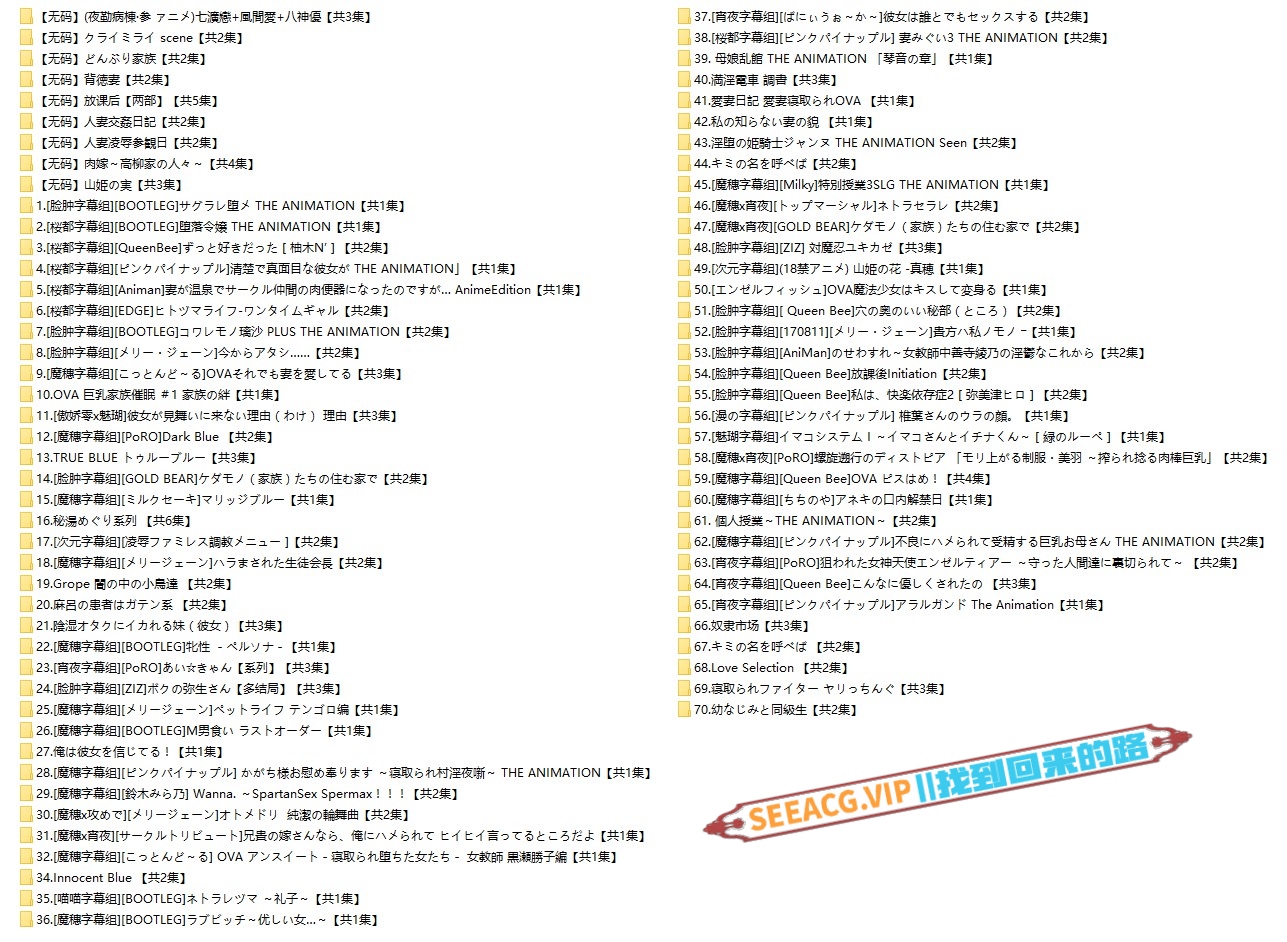 【无码】(夜勤病棟·参 アニメ)七瀬戀+風間愛+八神優【共3集】
【无码】クライミライ scene【共2集】
【无码】どんぶり家族【共2集】
【无码】背徳妻【共2集】
【无码】放课后【两部】【共5集】
【无码】人妻交姦日記【共2集】
【无码】人妻凌辱参観日【共2集】
【无码】肉嫁～高柳家の人々～【共4集】
【无码】山姫の実【共3集】
1.[脸肿字幕组][BOOTLEG]サグラレ堕メ THE ANIMATION【共1集】
2.[桜都字幕组][BOOTLEG]堕落令嬢 THE ANIMATION【共1集】
3.[桜都字幕组][QueenBee]ずっと好きだった [ 柚木N′ ] 【共2集】
4.[桜都字幕组][ピンクパイナップル]清楚で真面目な彼女が THE ANIMATION」【共1集】
5.[桜都字幕组][Animan]妻が温泉でサークル仲間の肉便器になったのですが... AnimeEdition【共1集】
6.[桜都字幕组][EDGE]ヒトヅマライフ-ワンタイムギャル【共2集】
7.[脸肿字幕组][BOOTLEG]コワレモノ璃沙 PLUS THE ANIMATION【共2集】
8.[脸肿字幕组][メリー・ジェーン]今からアタシ……【共2集】
9.[魔穗字幕组][こっとんど～る]OVAそれでも妻を愛してる【共3集】
10.OVA 巨乳家族催眠 ＃1 家族の絆【共1集】
11.[傲娇零x魅瑚]彼女が見舞いに来ない理由 ( わけ ) 理由【共3集】
12.[魔穗字幕组][PoRO]Dark Blue 【共2集】
13.TRUE BLUE トゥルーブルー【共3集】
14.[脸肿字幕组][GOLD BEAR]ケダモノ ( 家族 ) たちの住む家で【共2集】
15.[魔穗字幕组][ミルクセーキ]マリッジブルー【共1集】
16.秘湯めぐり系列 【共6集】
17.[次元字幕组][凌辱ファミレス調教メニュー ]【共2集】
18.[魔穗字幕组][メリージェーン]ハラまされた生徒会長【共2集】
19.Grope 闇の中の小鳥達 【共2集】
20.麻呂の患者はガテン系 【共2集】
21.陰湿オタクにイカれる妹 ( 彼女 ) 【共3集】
22.[魔穗字幕组][BOOTLEG]牝性 - ペルソナ - 【共1集】
23.[宵夜字幕组][PoRO]あい☆きゃん【系列】【共3集】
24.[脸肿字幕组][ZIZ]ボクの弥生さん【多结局】【共3集】
25.[魔穗字幕组][メリージェーン]ペットライフ テンゴロ編【共1集】
26.[魔穗字幕组][BOOTLEG]M男食い ラストオーダー【共1集】
27.俺は彼女を信じてる！【共1集】
28.[魔穗字幕组][ピンクパイナップル] かがち様お慰め奉ります ～寝取られ村淫夜噺～ THE ANIMATION【共1集】
29.[魔穗字幕组][鈴木みら乃] Wanna. ～SpartanSex Spermax！！！【共2集】
30.[魔穗x攻めで][メリージェーン]オトメドリ 純潔の輪舞曲【共2集】
31.[魔穗x宵夜][サークルトリビュート]兄貴の嫁さんなら、俺にハメられて ヒイヒイ言ってるところだよ【共1集】
32.[魔穗字幕组][こっとんど～る] OVA アンスイート - 寝取られ堕ちた女たち - 女教師 黒瀬勝子編【共1集】
34.Innocent Blue 【共2集】
35.[喵喵字幕组][BOOTLEG]ネトラレヅマ ～礼子～【共1集】
36.[魔穗字幕组][BOOTLEG]ラブビッチ～优しい女...～【共1集】
37.[宵夜字幕组][ばにぃうぉ～か～]彼女は誰とでもセックスする【共2集】
38.[桜都字幕组][ピンクパイナップル] 妻みぐい3 THE ANIMATION【共2集】
39. 母娘乱館 THE ANIMATION 「琴音の章」【共1集】
40.満淫電車 調書【共3集】
41.愛妻日記 愛妻寝取られOVA 【共1集】
42.私の知らない妻の貌 【共1集】
43.淫堕の姫騎士ジャンヌ THE ANIMATION Seen【共2集】
44.キミの名を呼べば【共2集】
45.[魔穗字幕组][Milky]特別授業3SLG THE ANIMATION【共1集】
46.[魔穗x宵夜][トップマーシャル]ネトラセラレ【共2集】
47.[魔穗x宵夜][GOLD BEAR]ケダモノ ( 家族 ) たちの住む家で【共2集】
48.[脸肿字幕组][ZIZ] 対魔忍ユキカゼ【共3集】
49.[次元字幕组](18禁アニメ) 山姫の花 -真穂【共1集】
50.[エンゼルフィッシュ]OVA魔法少女はキスして変身る【共1集】
51.[脸肿字幕组][ Queen Bee]穴の奥のいい秘部 ( ところ ) 【共2集】
52.[脸肿字幕组][170811][メリー・ジェーン]貴方ハ私ノモノ -【共1集】
53.[脸肿字幕组][AniMan]のせわすれ～女教師中善寺綾乃の淫鬱なこれから【共2集】
54.[脸肿字幕组][Queen Bee]放課後Initiation【共2集】
55.[脸肿字幕组][Queen Bee]私は、快楽依存症2 [ 弥美津ヒロ ] 【共2集】
56.[漫の字幕组][ピンクパイナップル] 椎葉さんのウラの顔。【共1集】
57.[魅瑚字幕组]イマコシステム I ～イマコさんとイチナくん～ [ 緑のルーペ ] 【共1集】
58.[魔穗x宵夜][PoRO]螺旋遡行のディストピア 「モリ上がる制服・美羽 ～搾られ捻る肉棒巨乳」【共2集】
59.[魔穗字幕组][Queen Bee]OVA ビスはめ！【共4集】
60.[魔穗字幕组][ちちのや]アネキの口内解禁日【共1集】
61. 個人授業～THE ANIMATION～【共2集】
62.[魔穗字幕组][ピンクパイナップル]不良にハメられて受精する巨乳お母さん THE ANIMATION【共2集】
63.[宵夜字幕组][PoRO]狙われた女神天使エンゼルティアー ～守った人間達に裏切られて～ 【共2集】
64.[宵夜字幕组][Queen Bee]こんなに優しくされたの 【共3集】
65.[宵夜字幕组][ピンクパイナップル]アラルガンド The Animation【共1集】
66.奴隶市场【共3集】
67.キミの名を呼べば 【共2集】
68.Love Selection 【共2集】
69.寝取られファイター ヤリっちんぐ【共3集】
70.幼なじみと同級生【共2集】
SEEACG.VIP||找到回来的路